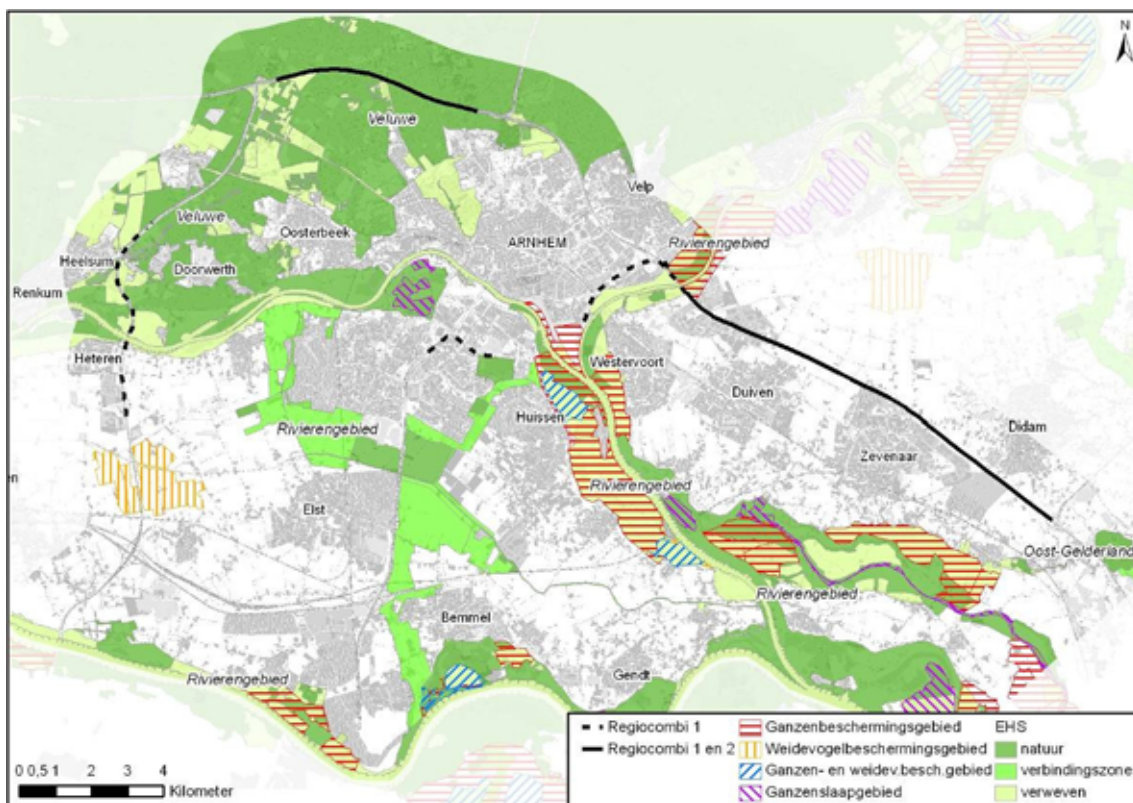 N
Veluwe
Velp
Veluwe
Oosterbeek
ARNHEM
Rivierengebied
Heelsum
Doorwerth
Renkum
Heteren
Westervoort
Duiven
Huissen
Didam
Rivierengebied
Zevenaar
en
Rivierengebied
Elst
Oost-Gelderland
Rivierengebied
Bemmel
Gendt
Rivierengebied
Regiocombi 1
Regiocombi 1 en 2
Ganzenbeschermingsgebied
Weidevogelbeschermingsgebied
Ganzen- en weidev.besch.gebied
Ganzenslaapgebied
EHS
natuur
verbindingszone
verweven
0 0,5 1 2 3 4
Kilometer